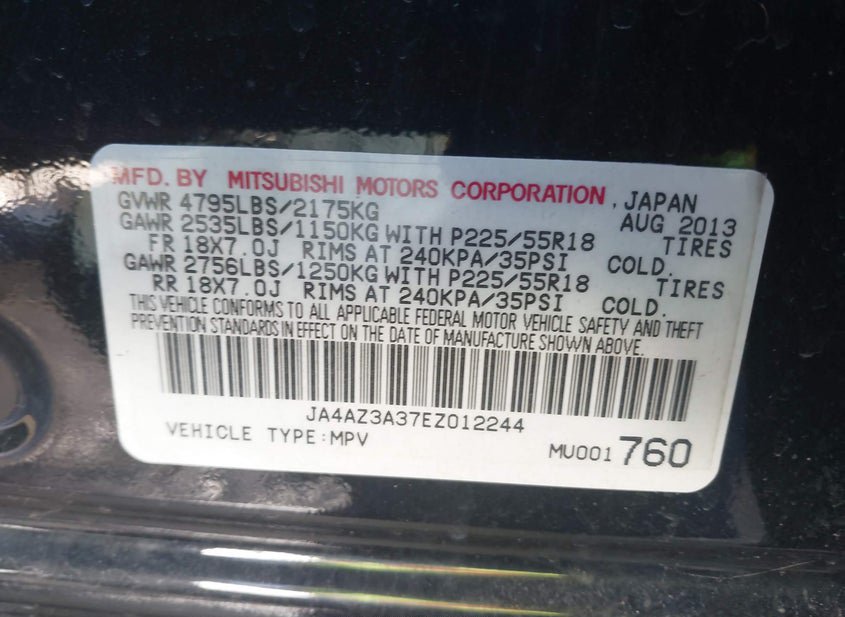 MFD. BY MITSUBISHI MOTORS CORPORATION, JAPAN
GVWR 4795LBS/2175KG AUG 2013
GAWR 2535LBS/1150KG WITH P225/55R18 TIRES
FR 18X7.0J RIMS AT 240KPA/35PSI COLD.
GAWR 2756LBS/1250KG WITH P225/55R18 TIRES
RR 18X7.0J RIMS AT 240KPA/35PSI COLD.
THIS VEHICLE CONFORMS TO ALL APPLICABLE FEDERAL MOTOR VEHICLE SAFETY AND THEFT
PREVENTION STANDARDS IN EFFECT ON THE DATE OF MANUFACTURE SHOWN ABOVE.
JA4AZ3A37EZ012244
VEHICLE TYPE:MPV MU001760